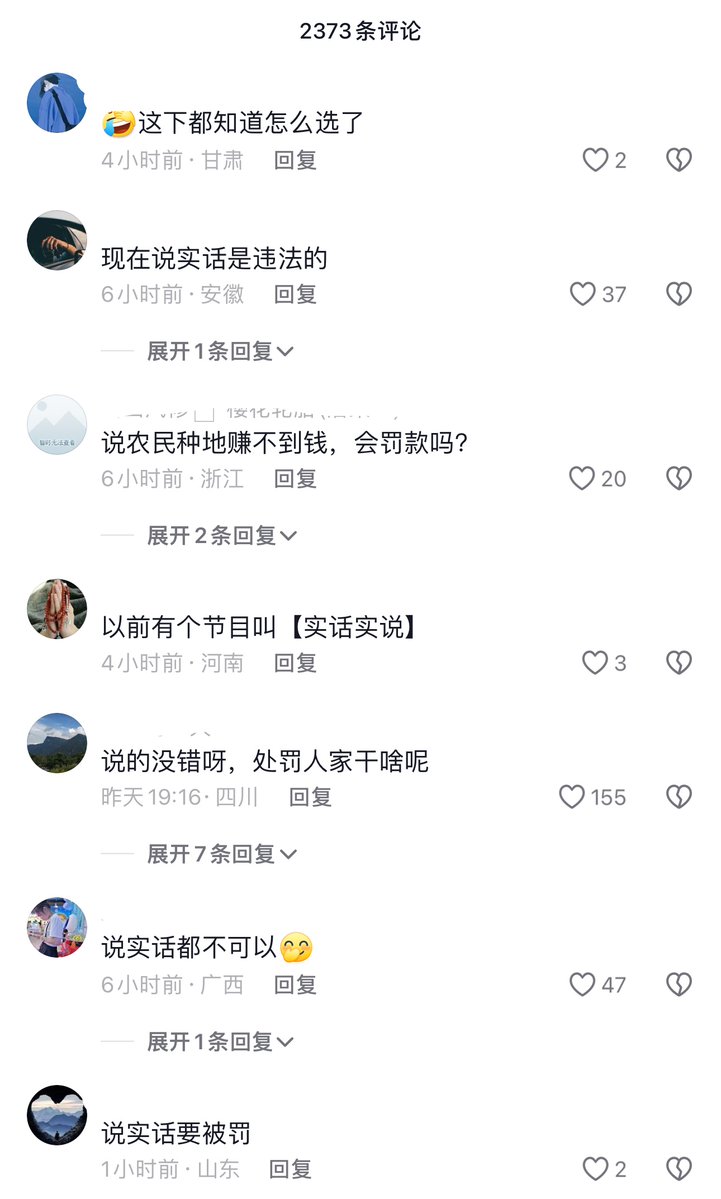 2373条评论
🤣这下都知道怎么选了
4小时前·甘肃 回复 2
现在说实话是违法的
6小时前·安徽 回复 37
展开1条回复
说农民种地赚不到钱，会罚款吗?
6小时前·浙江 回复 20
展开2条回复
以前有个节目叫【实话实说】
4小时前·河南 回复 3
说的没错呀，处罚人家干啥呢
昨天19:16·四川 回复 155
展开7条回复
说实话都不可以🤭
6小时前·广西 回复 47
展开1条回复
说实话要被罚
1小时前·山东 回复 2